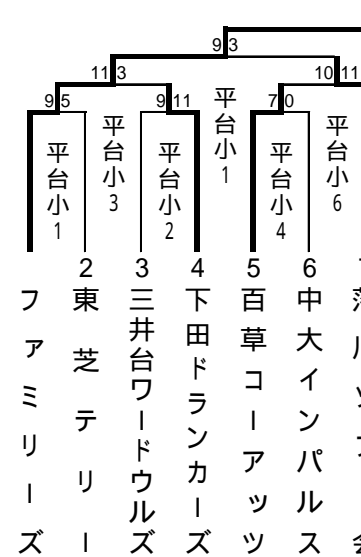 9 3
11 3
10 11
9 5
9 11
7 0
平台小1
平台小3
平台小2
平台小1
平台小4
平台小6
2 3 4 5 6
ファミリーズ
東芝テリー
三井台ワードウルズ
下田ドランカーズ
百草コーアッツ
中大インパルス